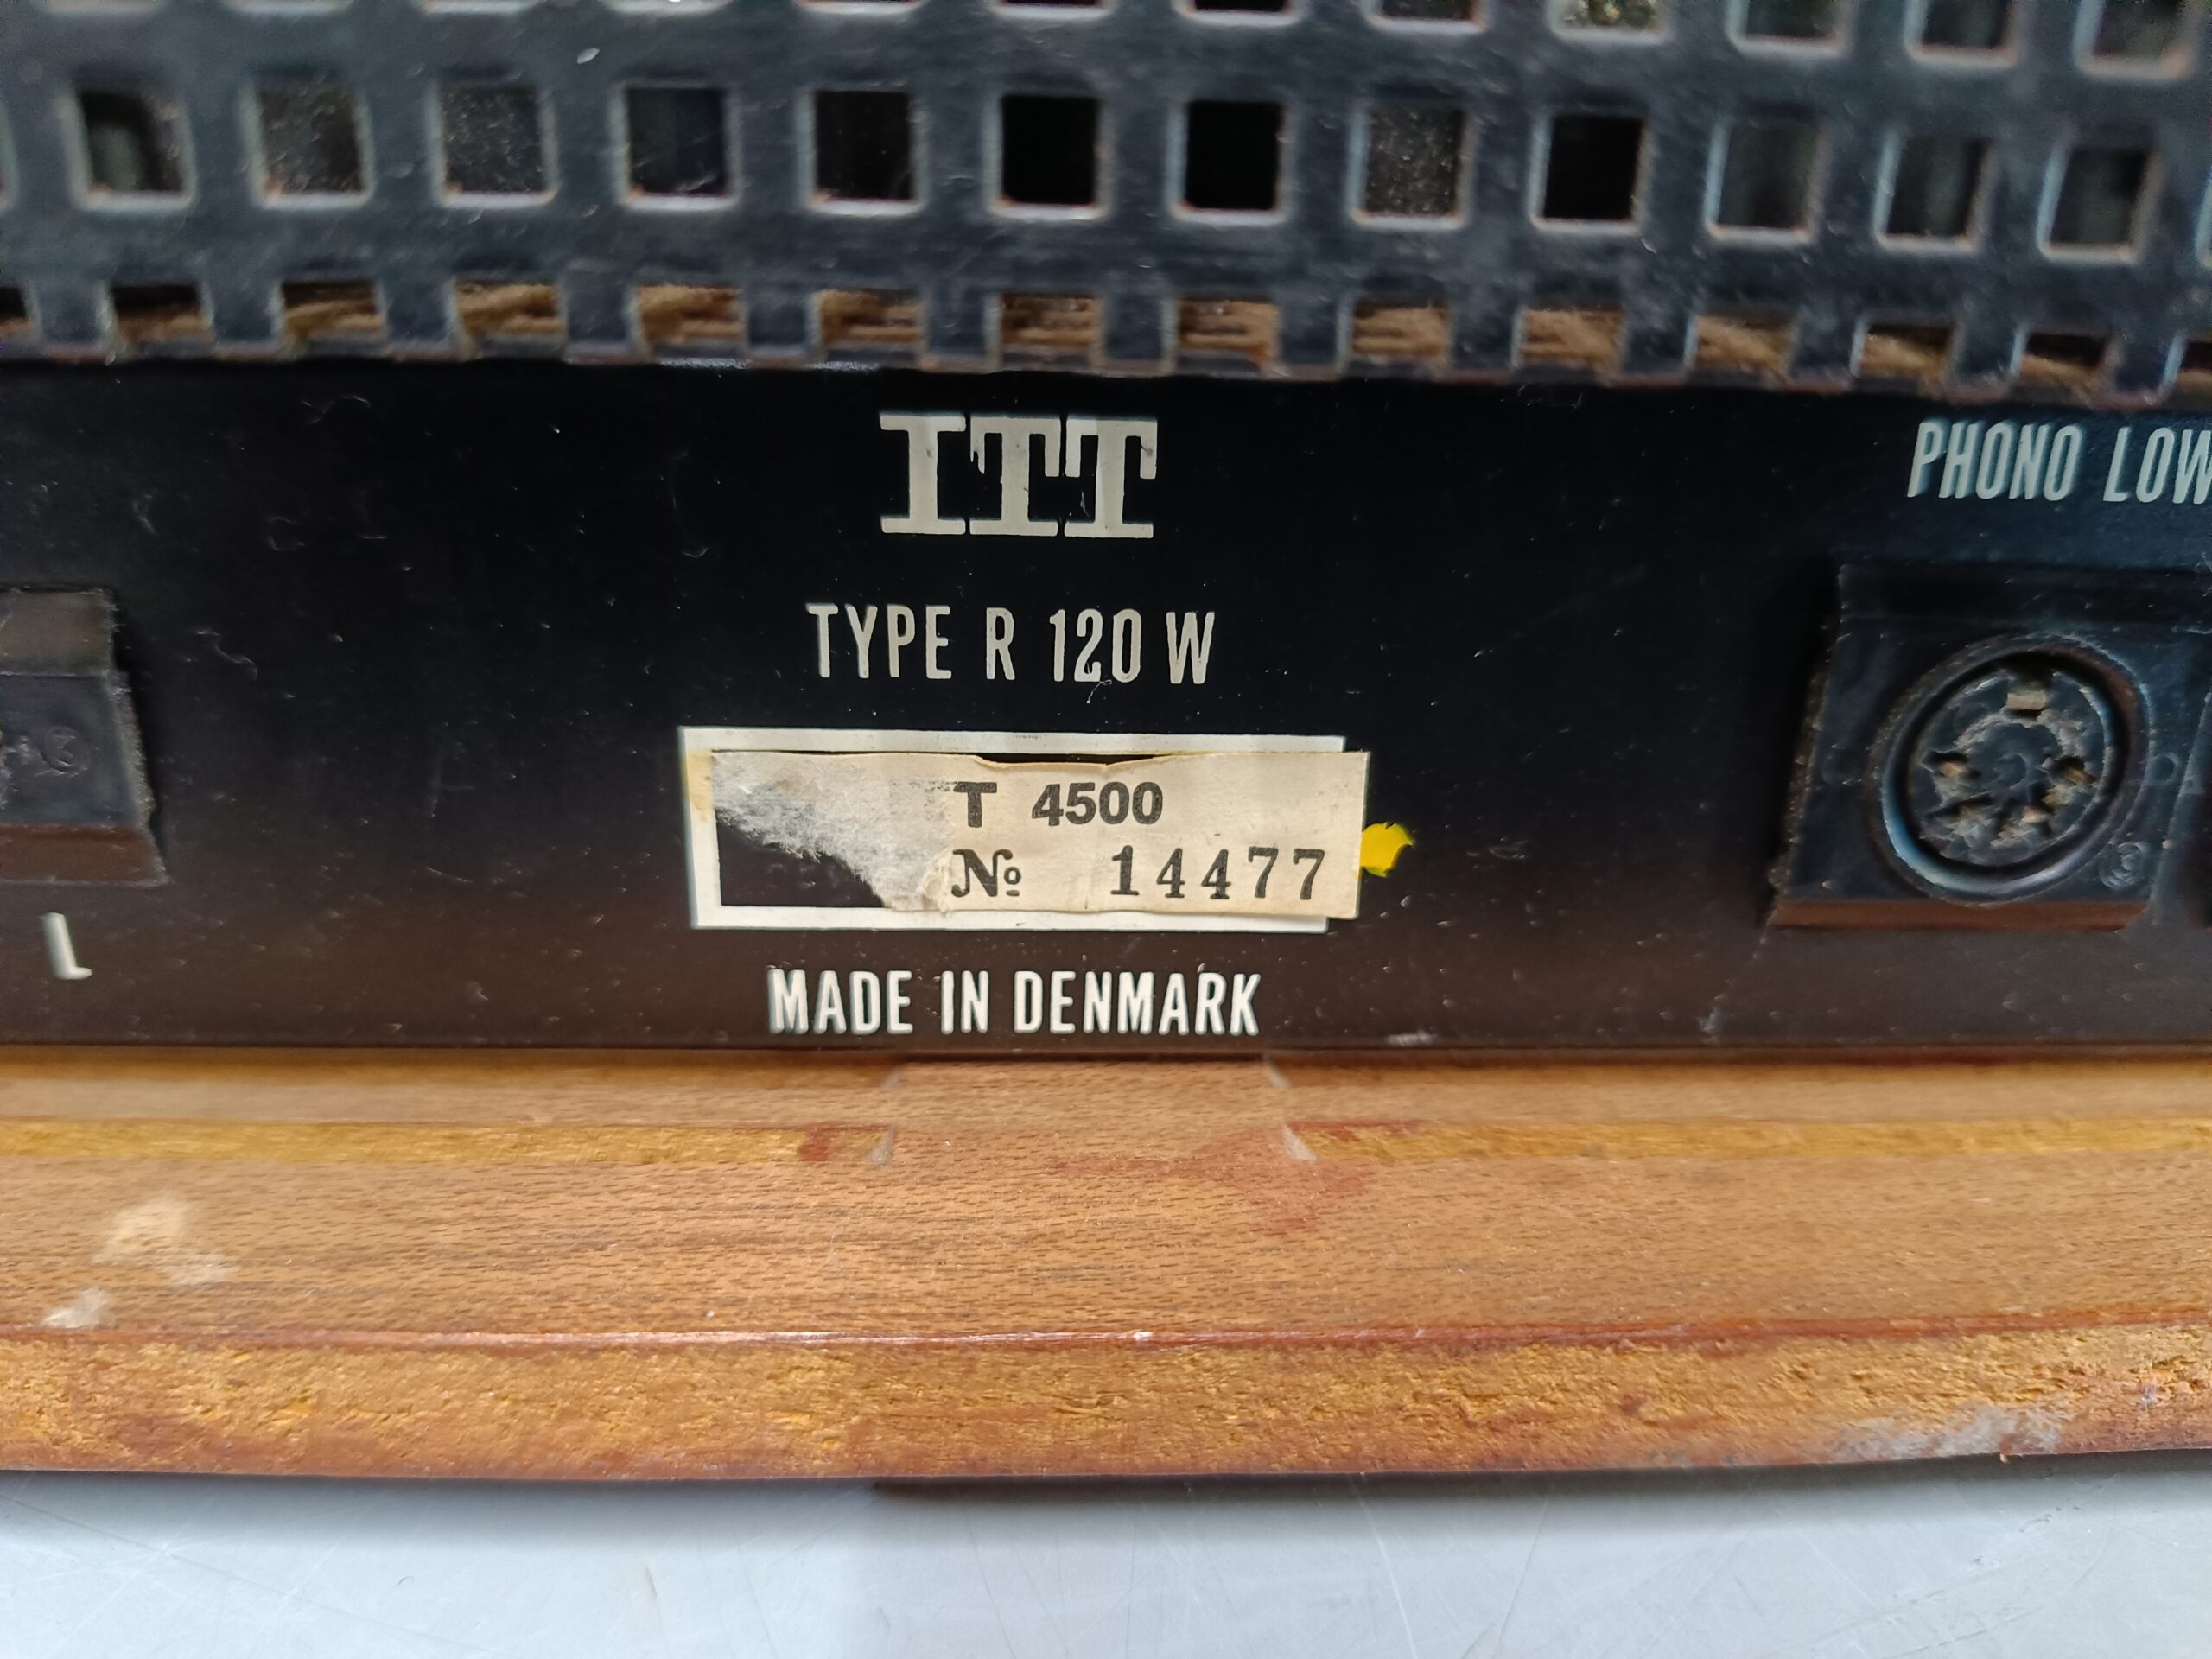 ITT
PHONO LOW
TYPE R 120 W
T 4500
No 14477
L
MADE IN DENMARK